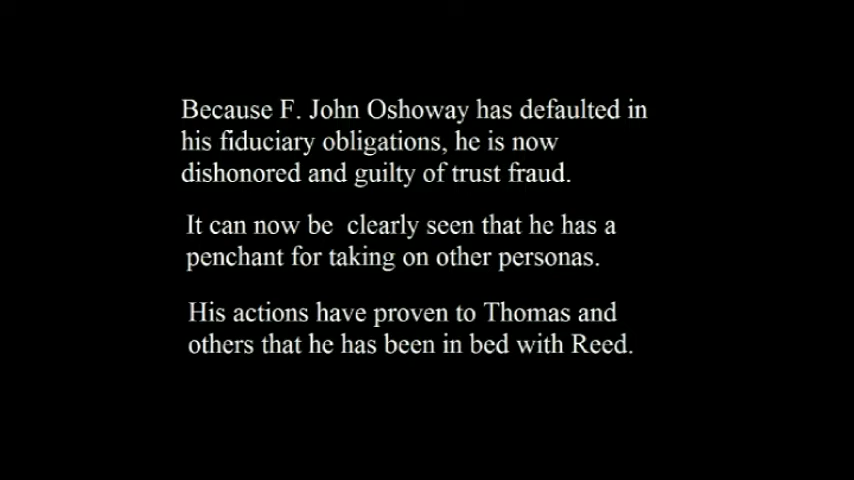 Because F. John Oshoway has defaulted in
his fiduciary obligations, he is now
dishonored and guilty of trust fraud.
It can now be  clearly seen that he has a
penchant for taking on other personas.
His actions have proven to Thomas and
others that he has been in bed with Reed.